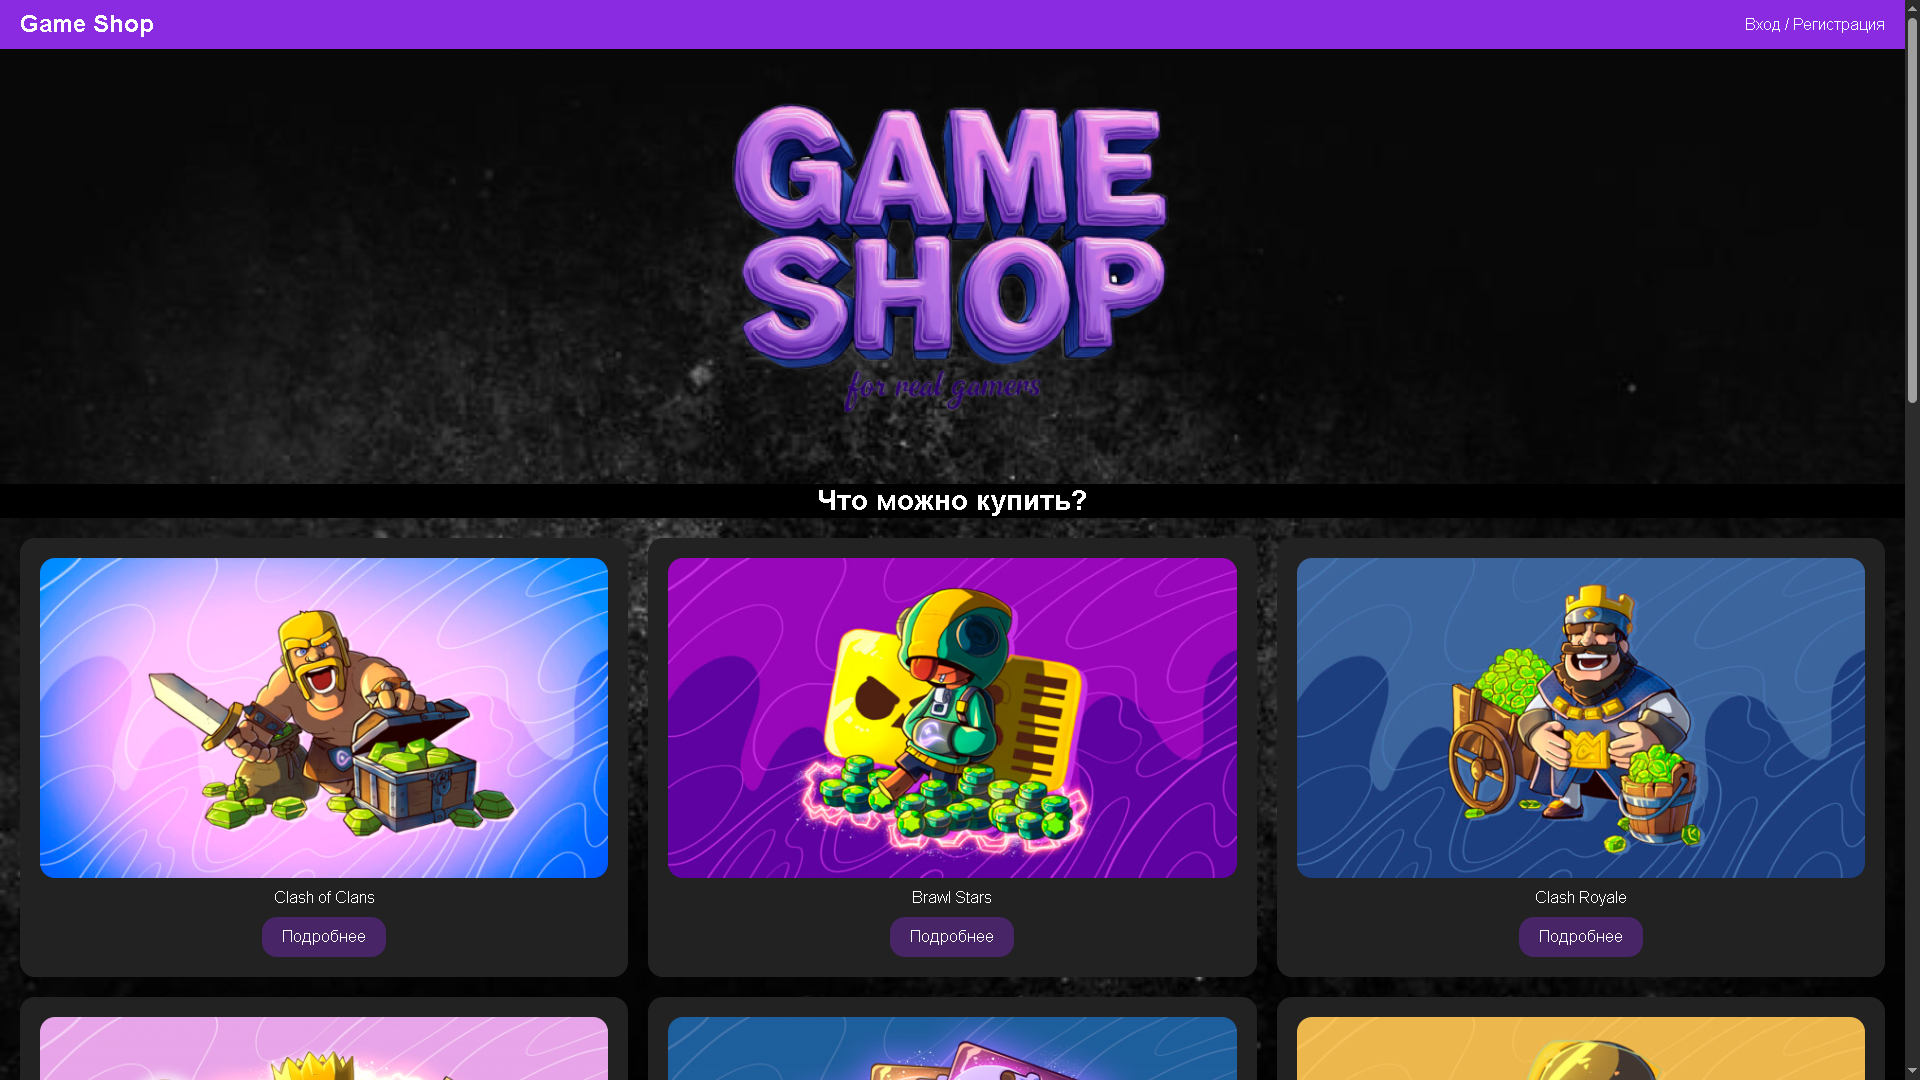 Game Shop
Вход / Регистрация
GAME
SHOP
for real gamers
Что можно купить?
Clash of Clans
Brawl Stars
Clash Royale
Подробнее
Подробнее
Подробнее